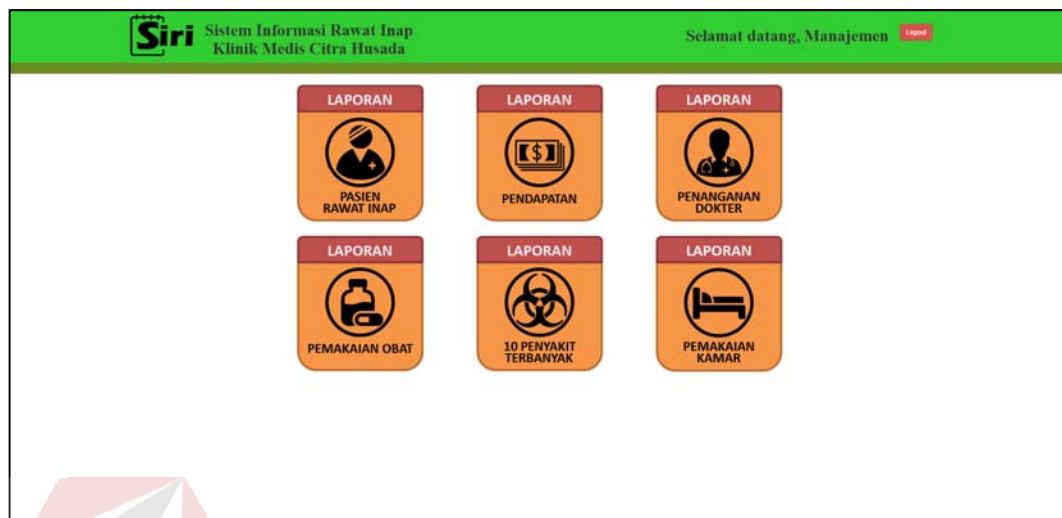 Siri
Sistem Informasi Rawat Inap
Klinik Medis Citra Husada
Selamat datang, Manajemen
Logout
LAPORAN
PASIEN
RAWAT INAP
LAPORAN
PENDAPATAN
LAPORAN
PENANGANAN
DOKTER
LAPORAN
PEMAKAIAN OBAT
LAPORAN
10 PENYAKIT
TERBANYAK
LAPORAN
PEMAKAIAN
KAMAR